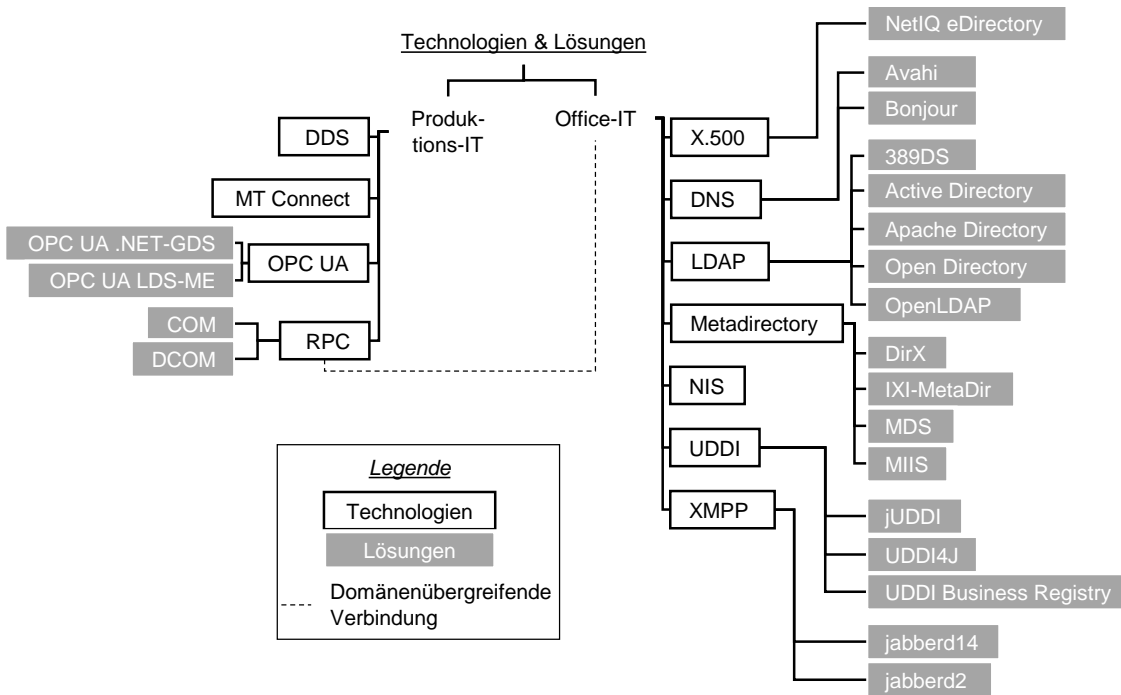 Technologien & Lösungen
Produk-
tions-IT
Office-IT
DDS
MT Connect
OPC UA
RPC
OPC UA .NET-GDS
OPC UA LDS-ME
COM
DCOM
X.500
DNS
LDAP
Metadirectory
NIS
UDDI
XMPP
NetIQ eDirectory
Avahi
Bonjour
389DS
Active Directory
Apache Directory
Open Directory
OpenLDAP
DirX
IXI-MetaDir
MDS
MIIS
jUDDI
UDDI4J
UDDI Business Registry
jabberd14
jabberd2
Legende
Technologien
Lösungen
Domänenübergreifende
Verbindung